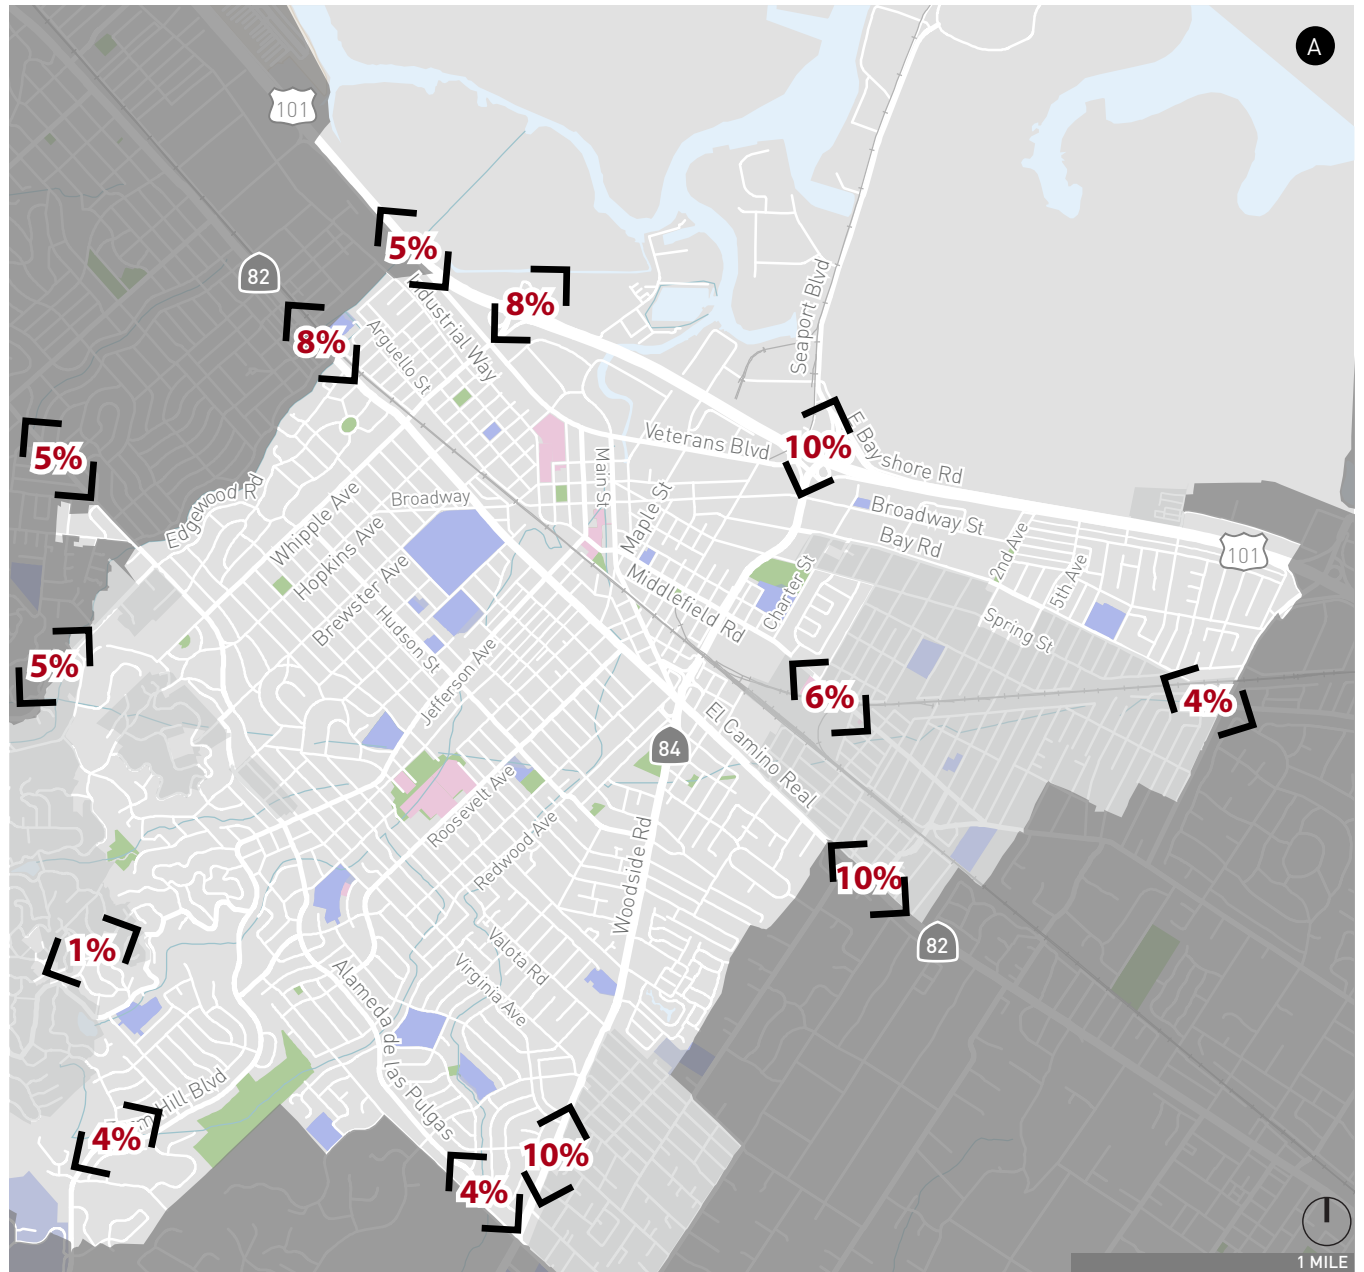 A
101
5%
82
8%
Industrial Way
8%
Arguello St
Seaport Blvd
10%
E Bayshore Rd
Veterans Blvd
5%
Main St
Edgewood Rd
Whipple Ave
Broadway
Maple St
Broadway St
Bay Rd
2nd Ave
101
Hopkins Ave
Brewster Ave
5th Ave
Charter St
Middlefield Rd
Hudson St
Spring St
Jefferson Ave
5%
6%
4%
84
El Camino Real
Roosevelt Ave
Redwood Ave
Woodside Rd
10%
82
1%
Valota Rd
Virginia Ave
Alameda de las Pulgas
Hill Blvd
4%
10%
4%
1 MILE